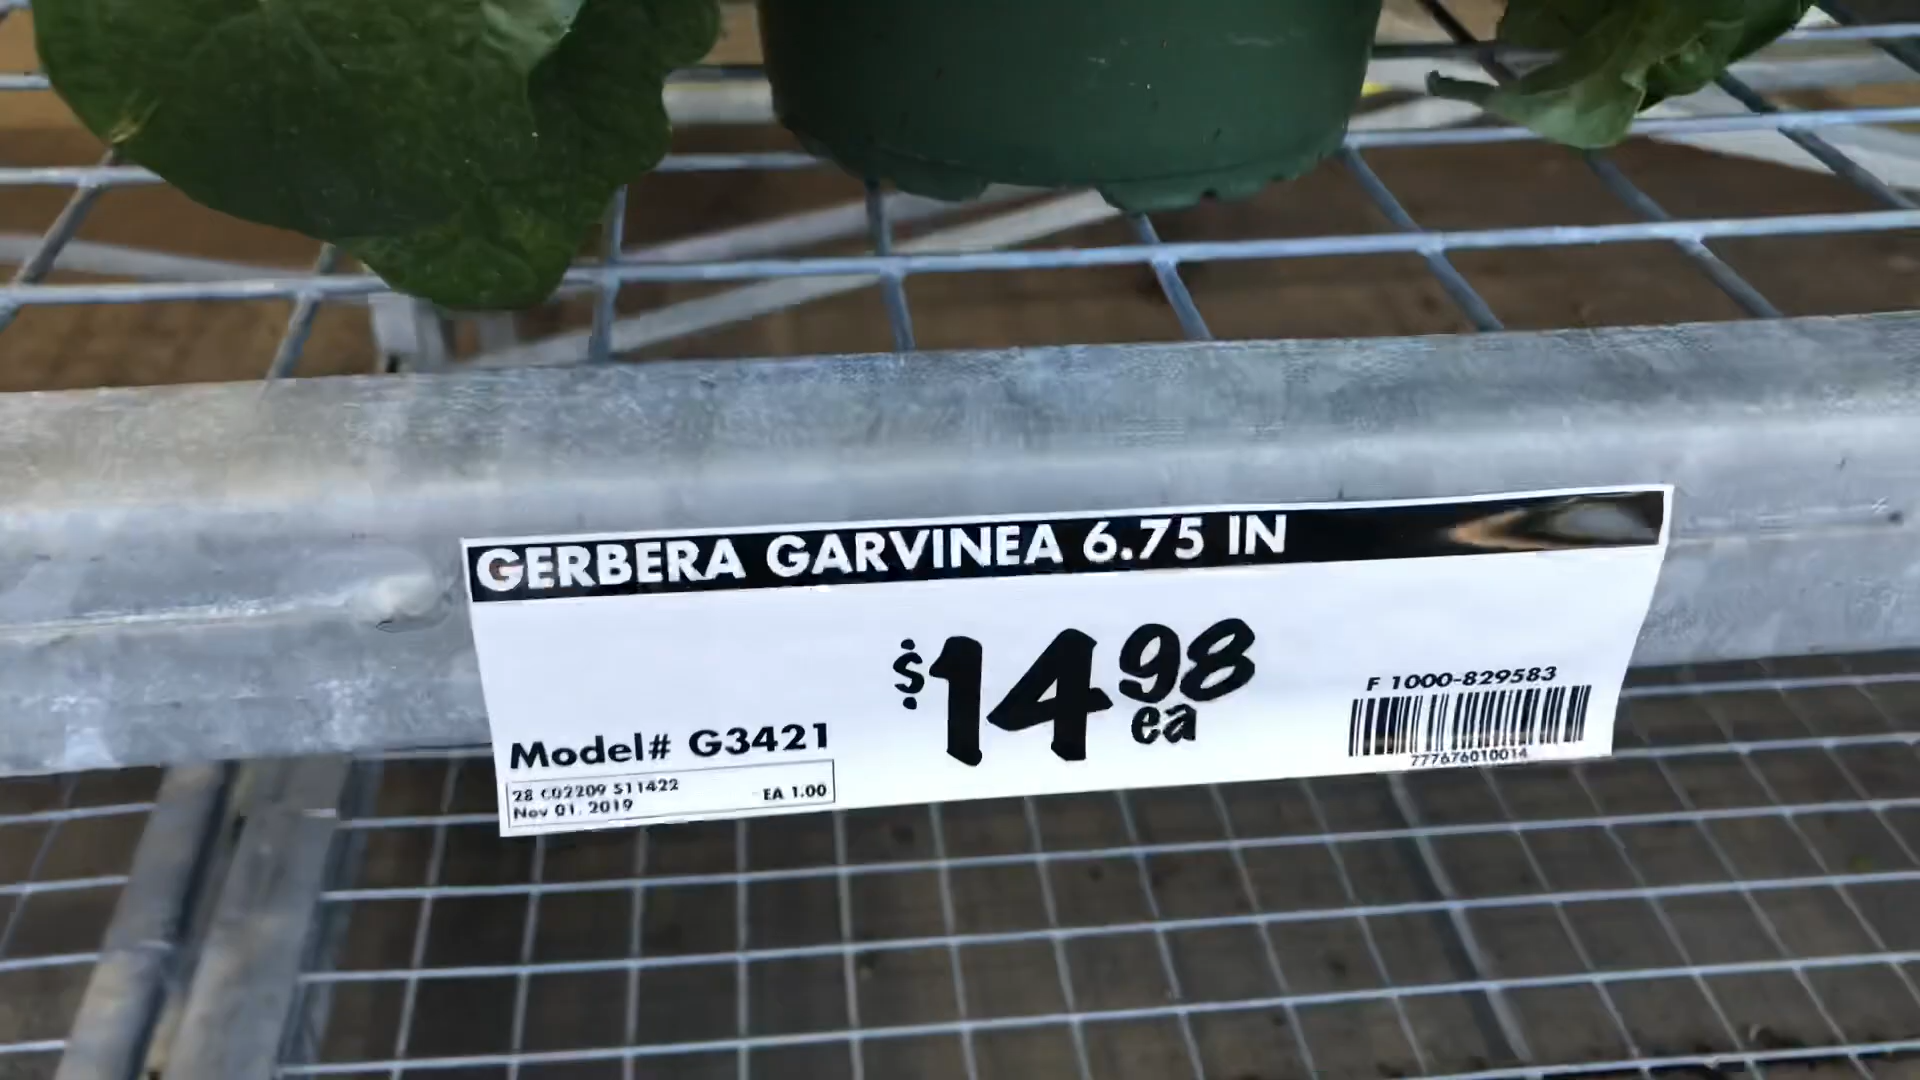 GERBERA GARVINEA 6.75 IN
$14 98 ea
Model# G3421
F 1000-829583
777676010014
28 C02209 S11422
Nov 01, 2019
EA 1.00